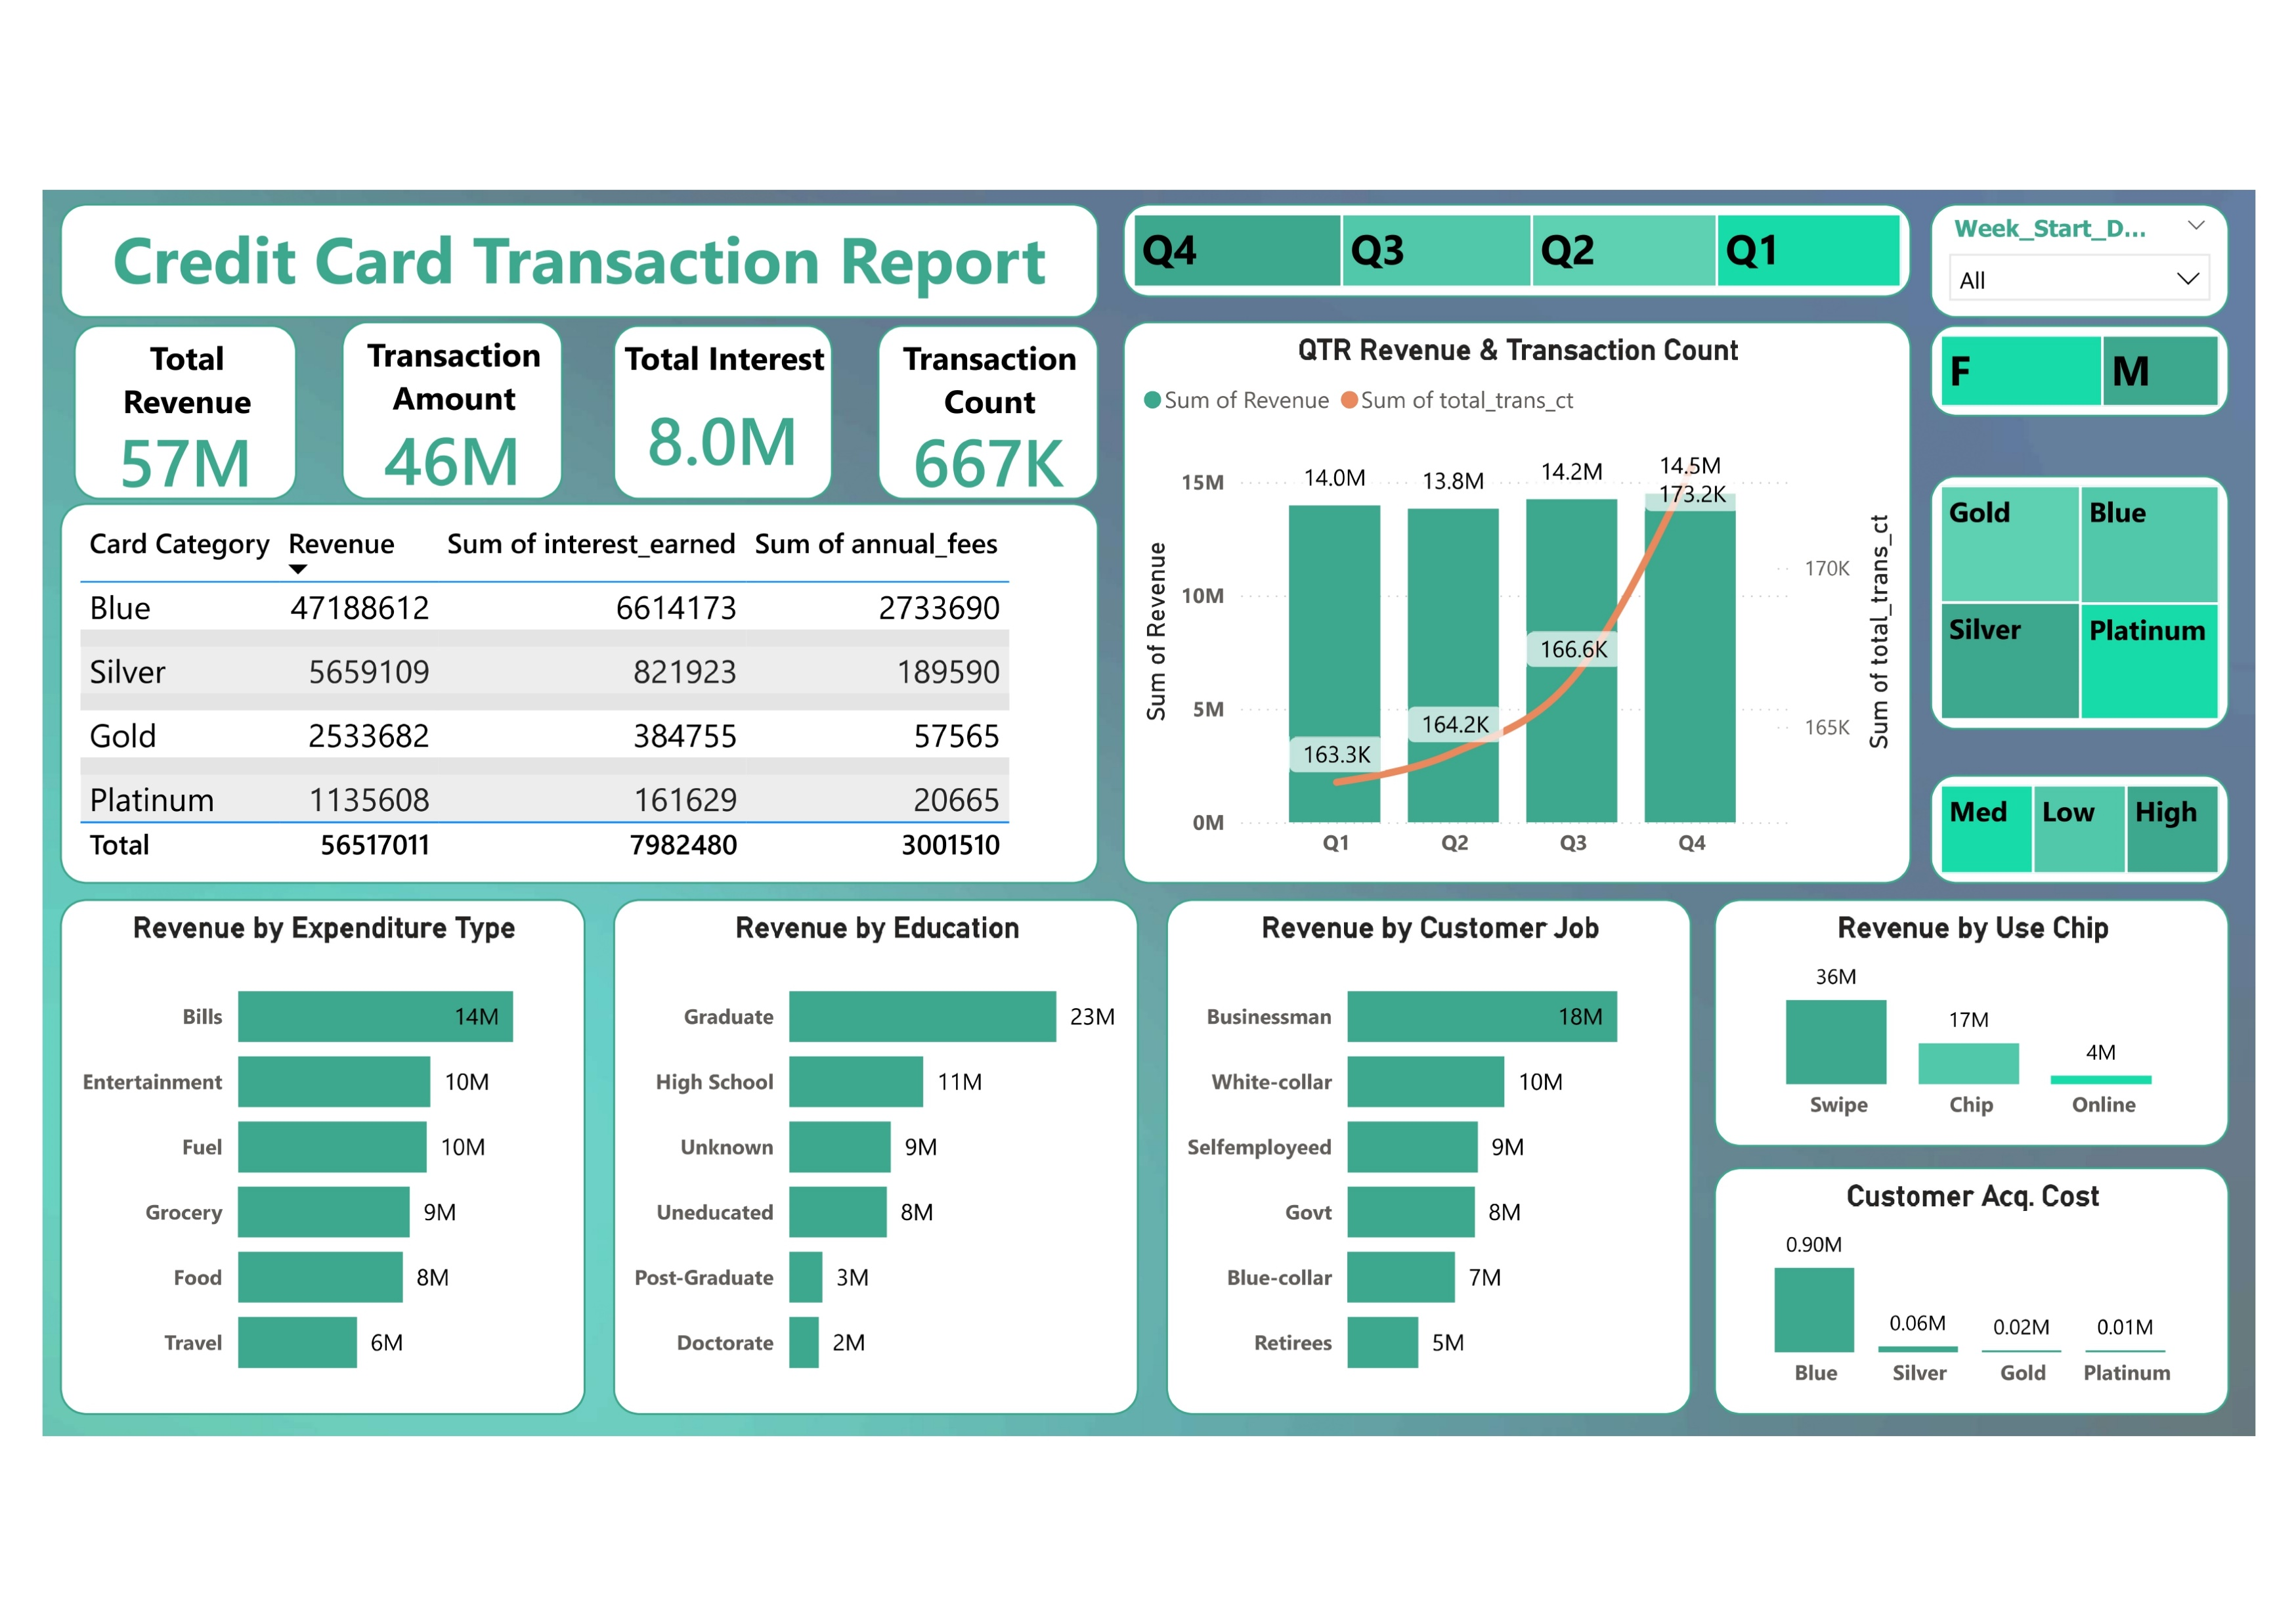 Credit Card Transaction Report
Q4 Q3 Q2 Q1
Week_Start_D...
All
Total
Revenue
57M
Transaction
Amount
46M
Total Interest
8.0M
Transaction
Count
667K
F M
Gold Blue
Silver Platinum
Med Low High
Card Category Revenue Sum of interest_earned Sum of annual_fees
Blue 47188612 6614173 2733690
Silver 5659109 821923 189590
Gold 2533682 384755 57565
Platinum 1135608 161629 20665
Total 56517011 7982480 3001510
QTR Revenue & Transaction Count
Sum of Revenue Sum of total_trans_ct
Sum of Revenue
15M
10M
5M
0M
14.0M 13.8M 14.2M 14.5M
163.3K 164.2K 166.6K 173.2K
Q1 Q2 Q3 Q4
170K
165K
Sum of total_trans_ct
Revenue by Expenditure Type
Bills 14M
Entertainment 10M
Fuel 10M
Grocery 9M
Food 8M
Travel 6M
Revenue by Education
Graduate 23M
High School 11M
Unknown 9M
Uneducated 8M
Post-Graduate 3M
Doctorate 2M
Revenue by Customer Job
Businessman 18M
White-collar 10M
Selfemployeed 9M
Govt 8M
Blue-collar 7M
Retirees 5M
Revenue by Use Chip
36M 17M 4M
Swipe Chip Online
Customer Acq. Cost
0.90M 0.06M 0.02M 0.01M
Blue Silver Gold Platinum